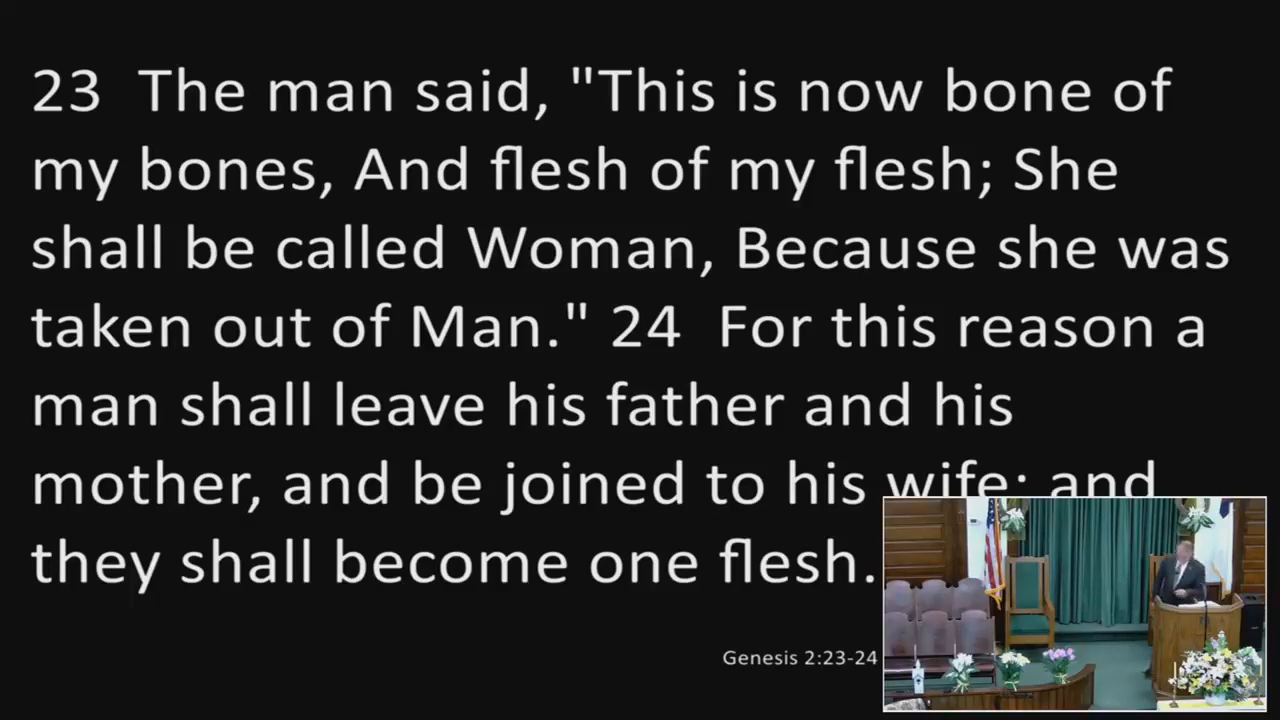 23 The man said, "This is now bone of
my bones, And flesh of my flesh; She
shall be called Woman, Because she was
taken out of Man." 24 For this reason a
man shall leave his father and his
mother, and be joined to his wife; and
they shall become one flesh.
Genesis 2:23-24